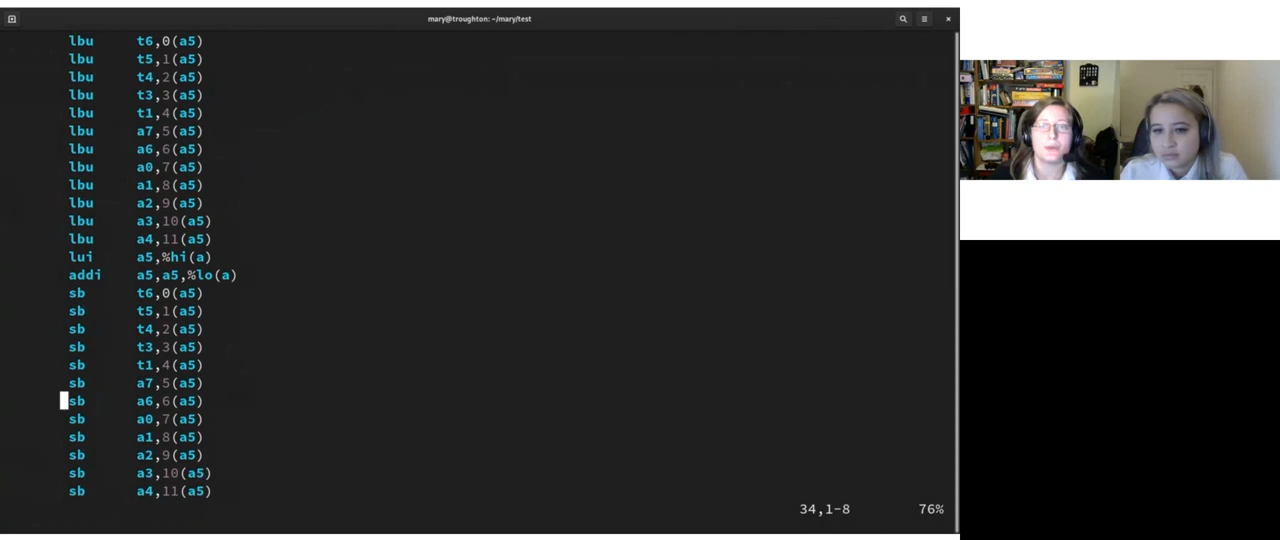 mary@troughton: ~/mary/test
lbu t6,0(a5)
lbu t5,1(a5)
lbu t4,2(a5)
lbu t3,3(a5)
lbu t1,4(a5)
lbu a7,5(a5)
lbu a6,6(a5)
lbu a0,7(a5)
lbu a1,8(a5)
lbu a2,9(a5)
lbu a3,10(a5)
lbu a4,11(a5)
lui a5,%hi(a)
addi a5,a5,%lo(a)
sb t6,0(a5)
sb t5,1(a5)
sb t4,2(a5)
sb t3,3(a5)
sb t1,4(a5)
sb a7,5(a5)
sb a6,6(a5)
sb a0,7(a5)
sb a1,8(a5)
sb a2,9(a5)
sb a3,10(a5)
sb a4,11(a5)
34,1-8 76%